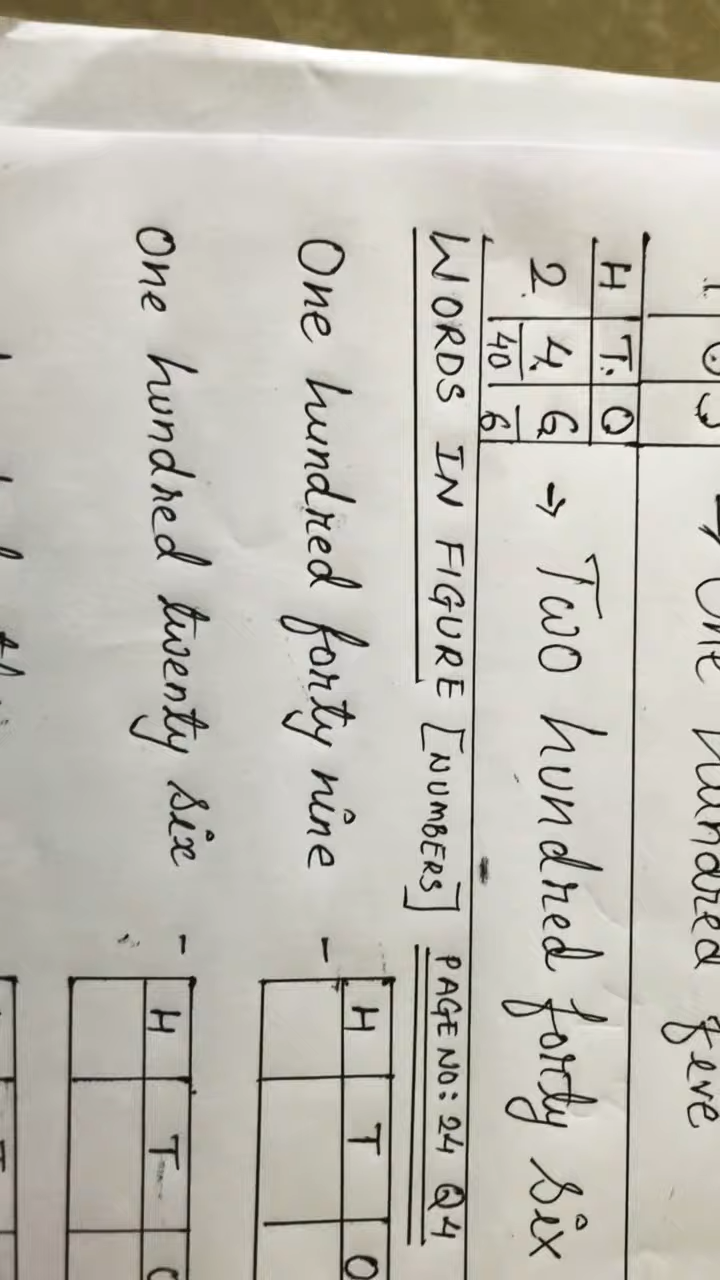 One hundred
H T. O
2. 4. 6 → Two hundred forty six
40 6
WORDS IN FIGURE [NUMBERS] PAGE NO: 24 Q4
H T O
One hundred forty nine -
H T
One hundred twenty six -